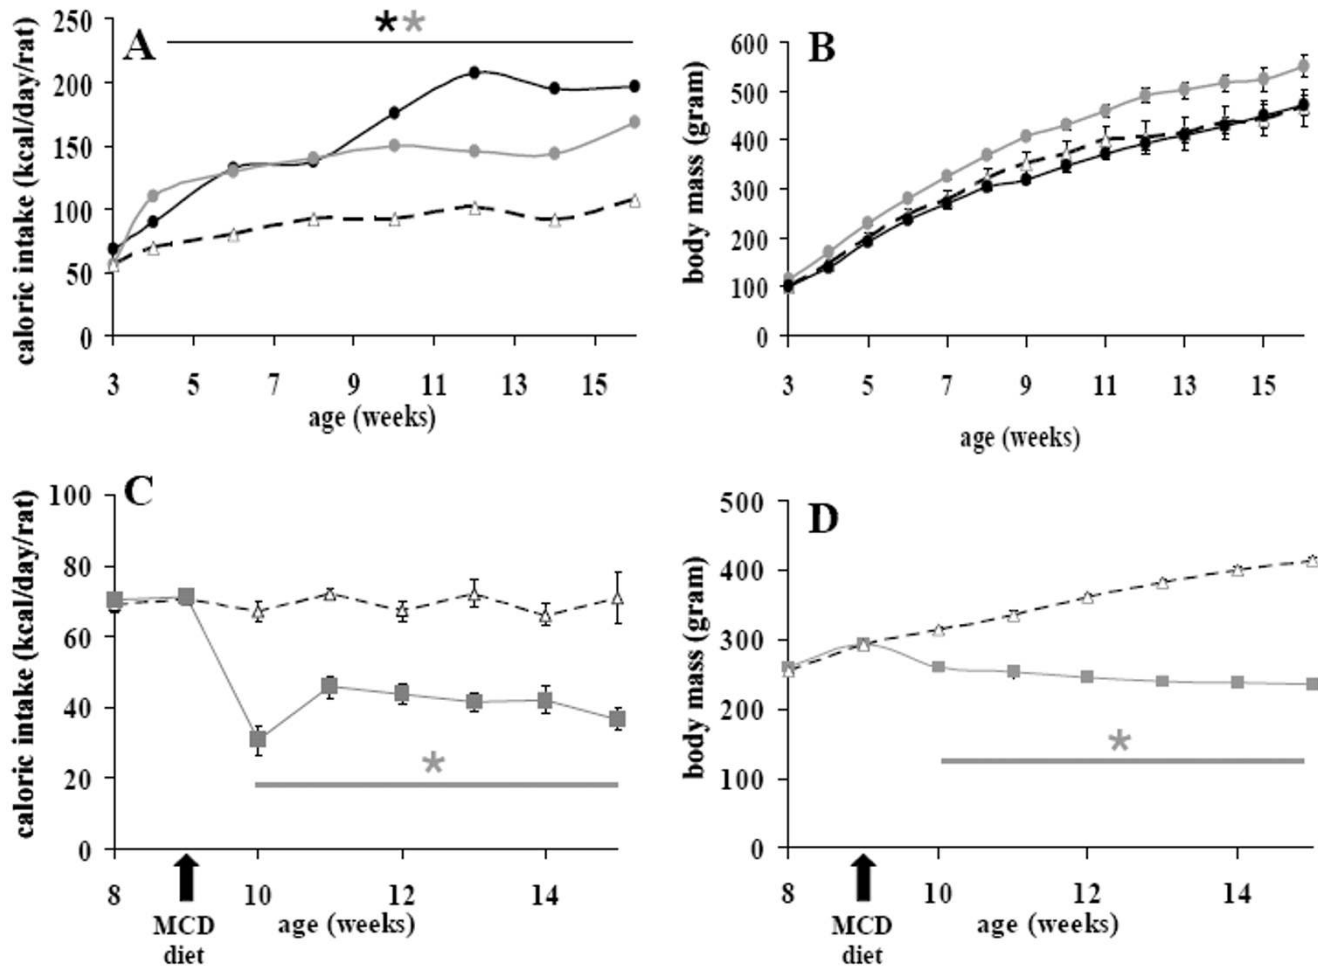 A
caloric intake (kcal/day/rat)
250
200
150
100
50
0
* *
3 5 7 9 11 13 15
age (weeks)
B
body mass (gram)
600
500
400
300
200
100
0
3 5 7 9 11 13 15
age (weeks)
C
caloric intake (kcal/day/rat)
100
80
60
40
20
0
*
8 10 12 14
MCD
diet
age (weeks)
D
body mass (gram)
500
400
300
200
100
0
*
8 10 12 14
MCD
diet
age (weeks)